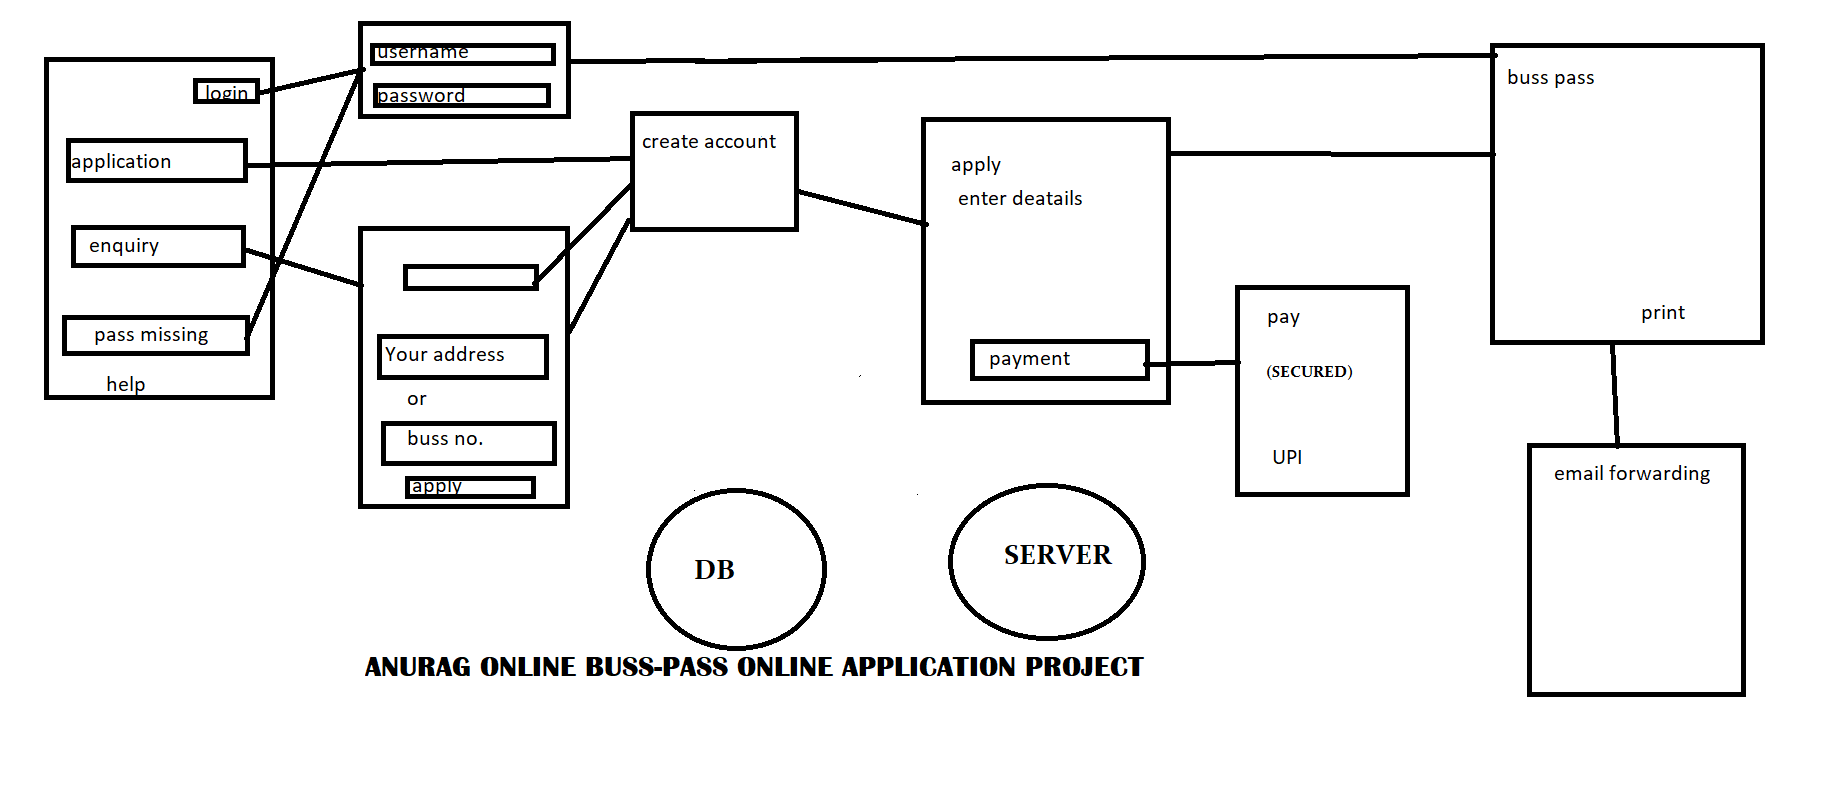 login
application
enquiry
pass missing
help
username
password
Your address
or
buss no.
apply
create account
apply
enter deatails
payment
pay
(SECURED)
UPI
buss pass
print
email forwarding
DB
SERVER
ANURAG ONLINE BUSS-PASS ONLINE APPLICATION PROJECT